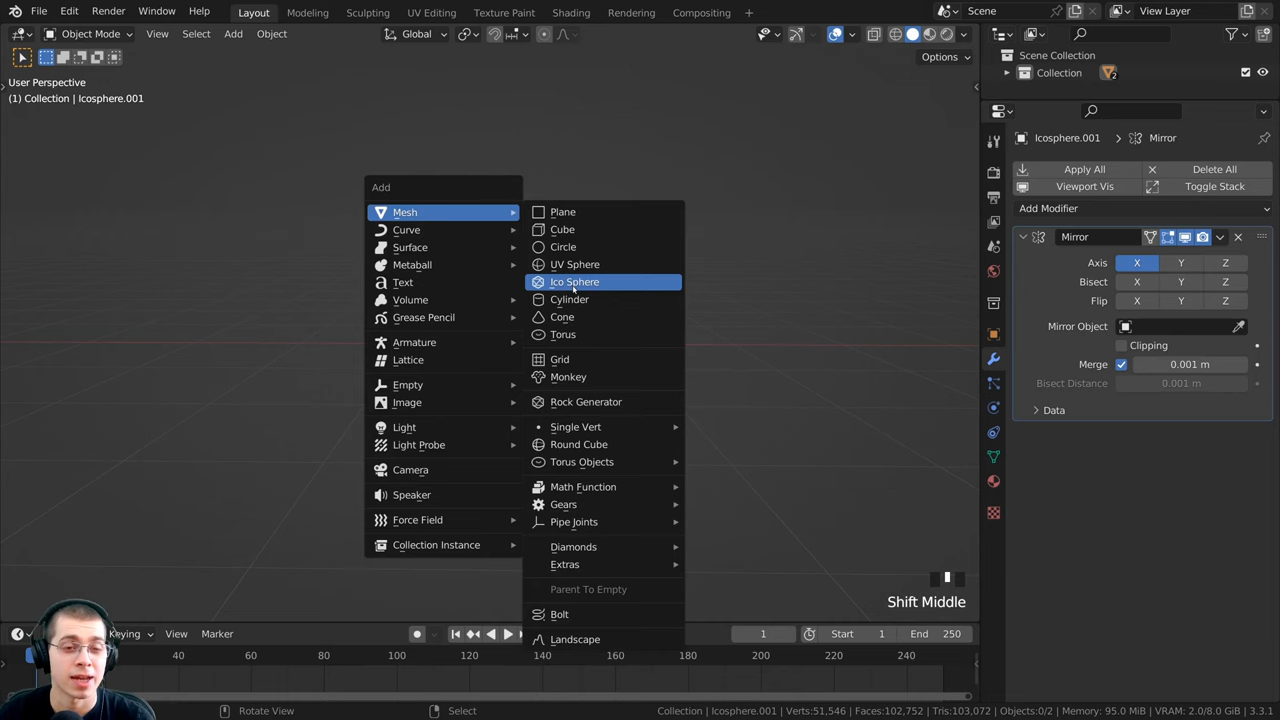 File Edit Render Window Help Layout Modeling Sculpting UV Editing Texture Paint Shading Rendering Compositing + Scene View Layer
Object Mode View Select Add Object Global
Options
User Perspective
(1) Collection | Icosphere.001
Scene Collection
Collection 2
Icosphere.001 Mirror
Apply All Delete All
Viewport Vis Toggle Stack
Add Modifier
Mirror
Axis X Y Z
Bisect X Y Z
Flip X Y Z
Mirror Object
Clipping
Merge 0.001 m
Bisect Distance 0.001 m
Data
Add
Mesh
Curve
Surface
Metaball
Text
Volume
Grease Pencil
Armature
Lattice
Empty
Image
Light
Light Probe
Camera
Speaker
Force Field
Collection Instance
Plane
Cube
Circle
UV Sphere
Ico Sphere
Cylinder
Cone
Torus
Grid
Monkey
Rock Generator
Single Vert
Round Cube
Torus Objects
Math Function
Gears
Pipe Joints
Diamonds
Extras
Parent To Empty
Bolt
Landscape
Shift Middle
Keying View Marker 1 Start 1 End 250
40 60 80 100 120 140 160 180 200 220 240
Rotate View Select Collection | Icosphere.001 | Verts:51,546 | Faces:102,752 | Tris:103,072 | Objects:0/2 | Memory: 95.0 MiB | VRAM: 2.0/8.0 GiB | 3.3.1